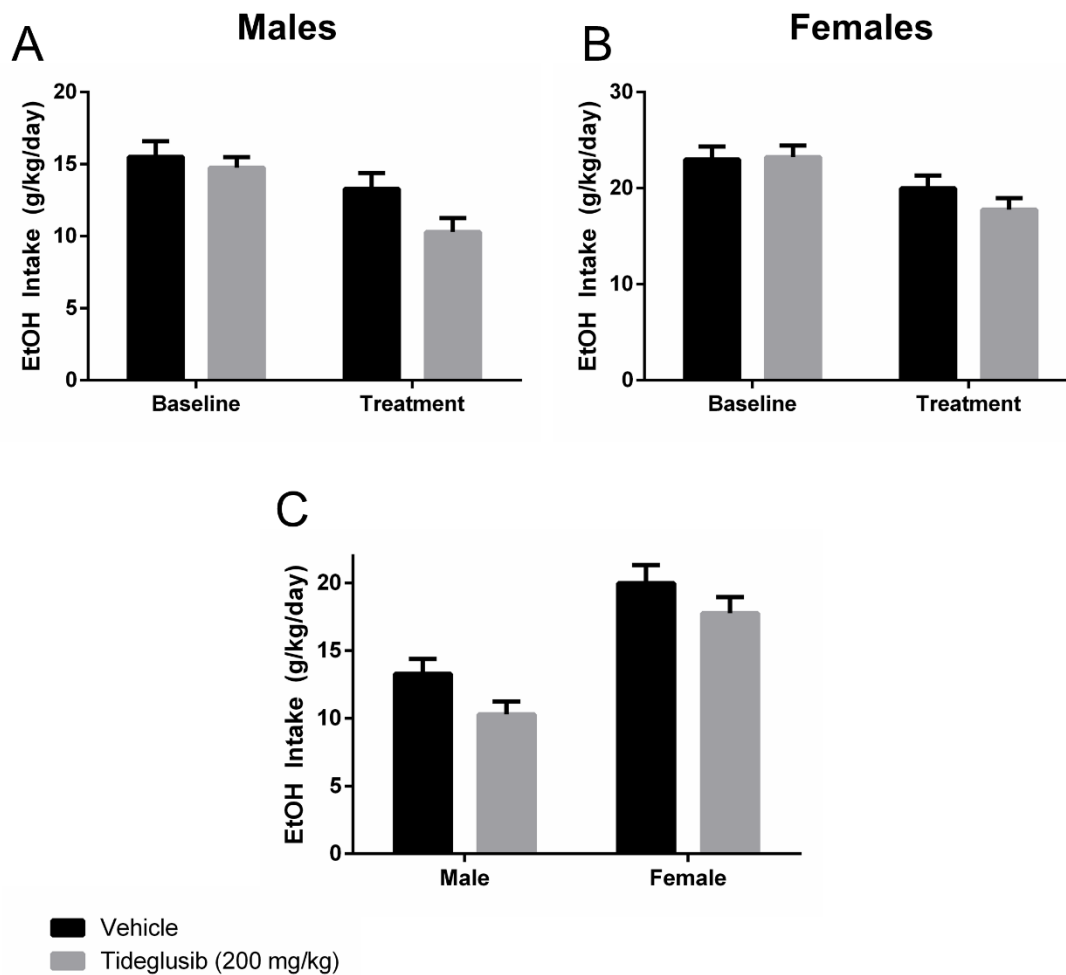 Males
Females
A
B
EtOH Intake (g/kg/day)
20
15
10
5
0
Baseline
Treatment
EtOH Intake (g/kg/day)
30
20
10
0
Baseline
Treatment
C
EtOH Intake (g/kg/day)
20
15
10
5
0
Male
Female
Vehicle
Tideglusib (200 mg/kg)